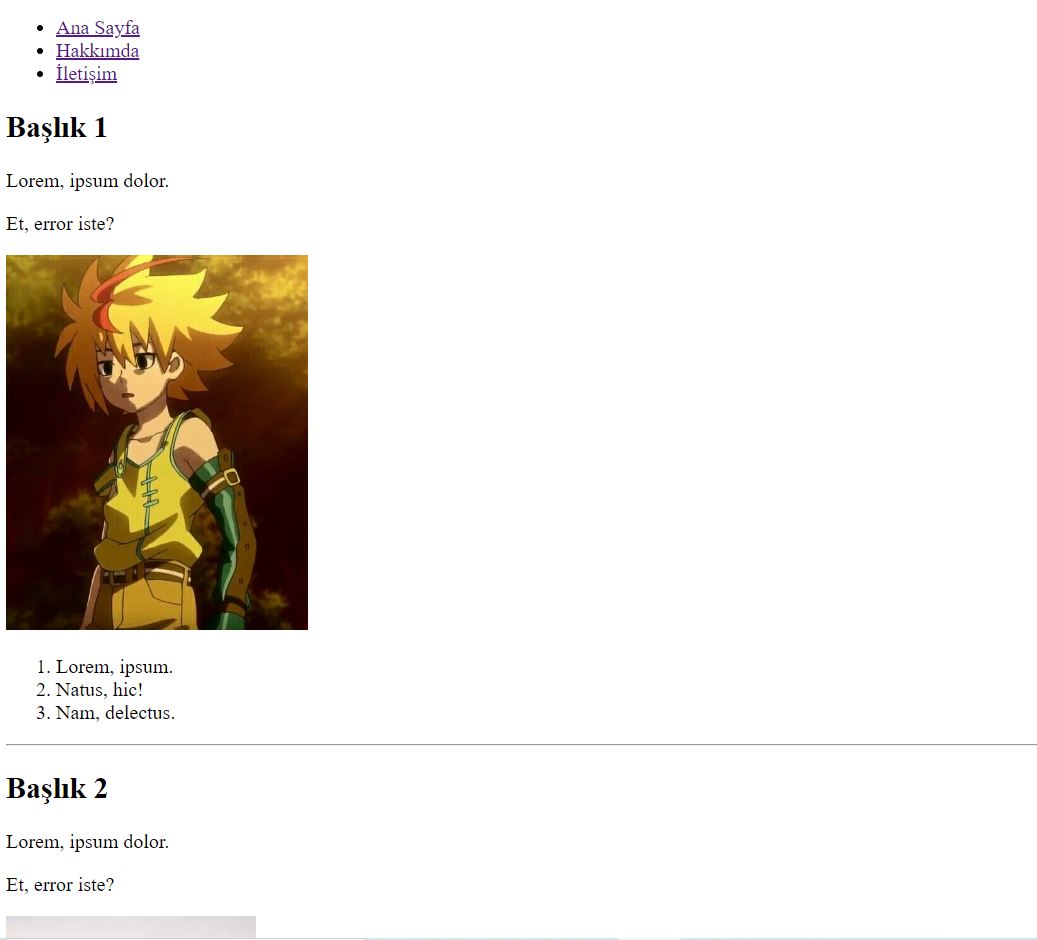 Ana Sayfa
Hakkımda
İletişim
Başlık 1
Lorem, ipsum dolor.
Et, error iste?
1. Lorem, ipsum.
2. Natus, hic!
3. Nam, delectus.
Başlık 2
Lorem, ipsum dolor.
Et, error iste?